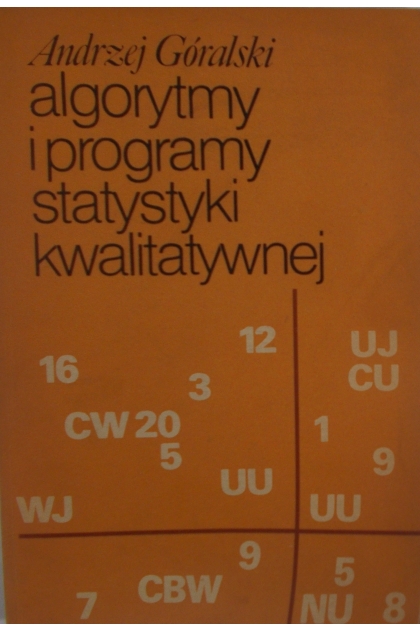 Andrzej Góralski
algorytmy
i programy
statystyki
kwalitatywnej
12
UJ
16
3
CU
CW 20
1
5
9
UU
WJ
UU
9
5
CBW
7
NU
8